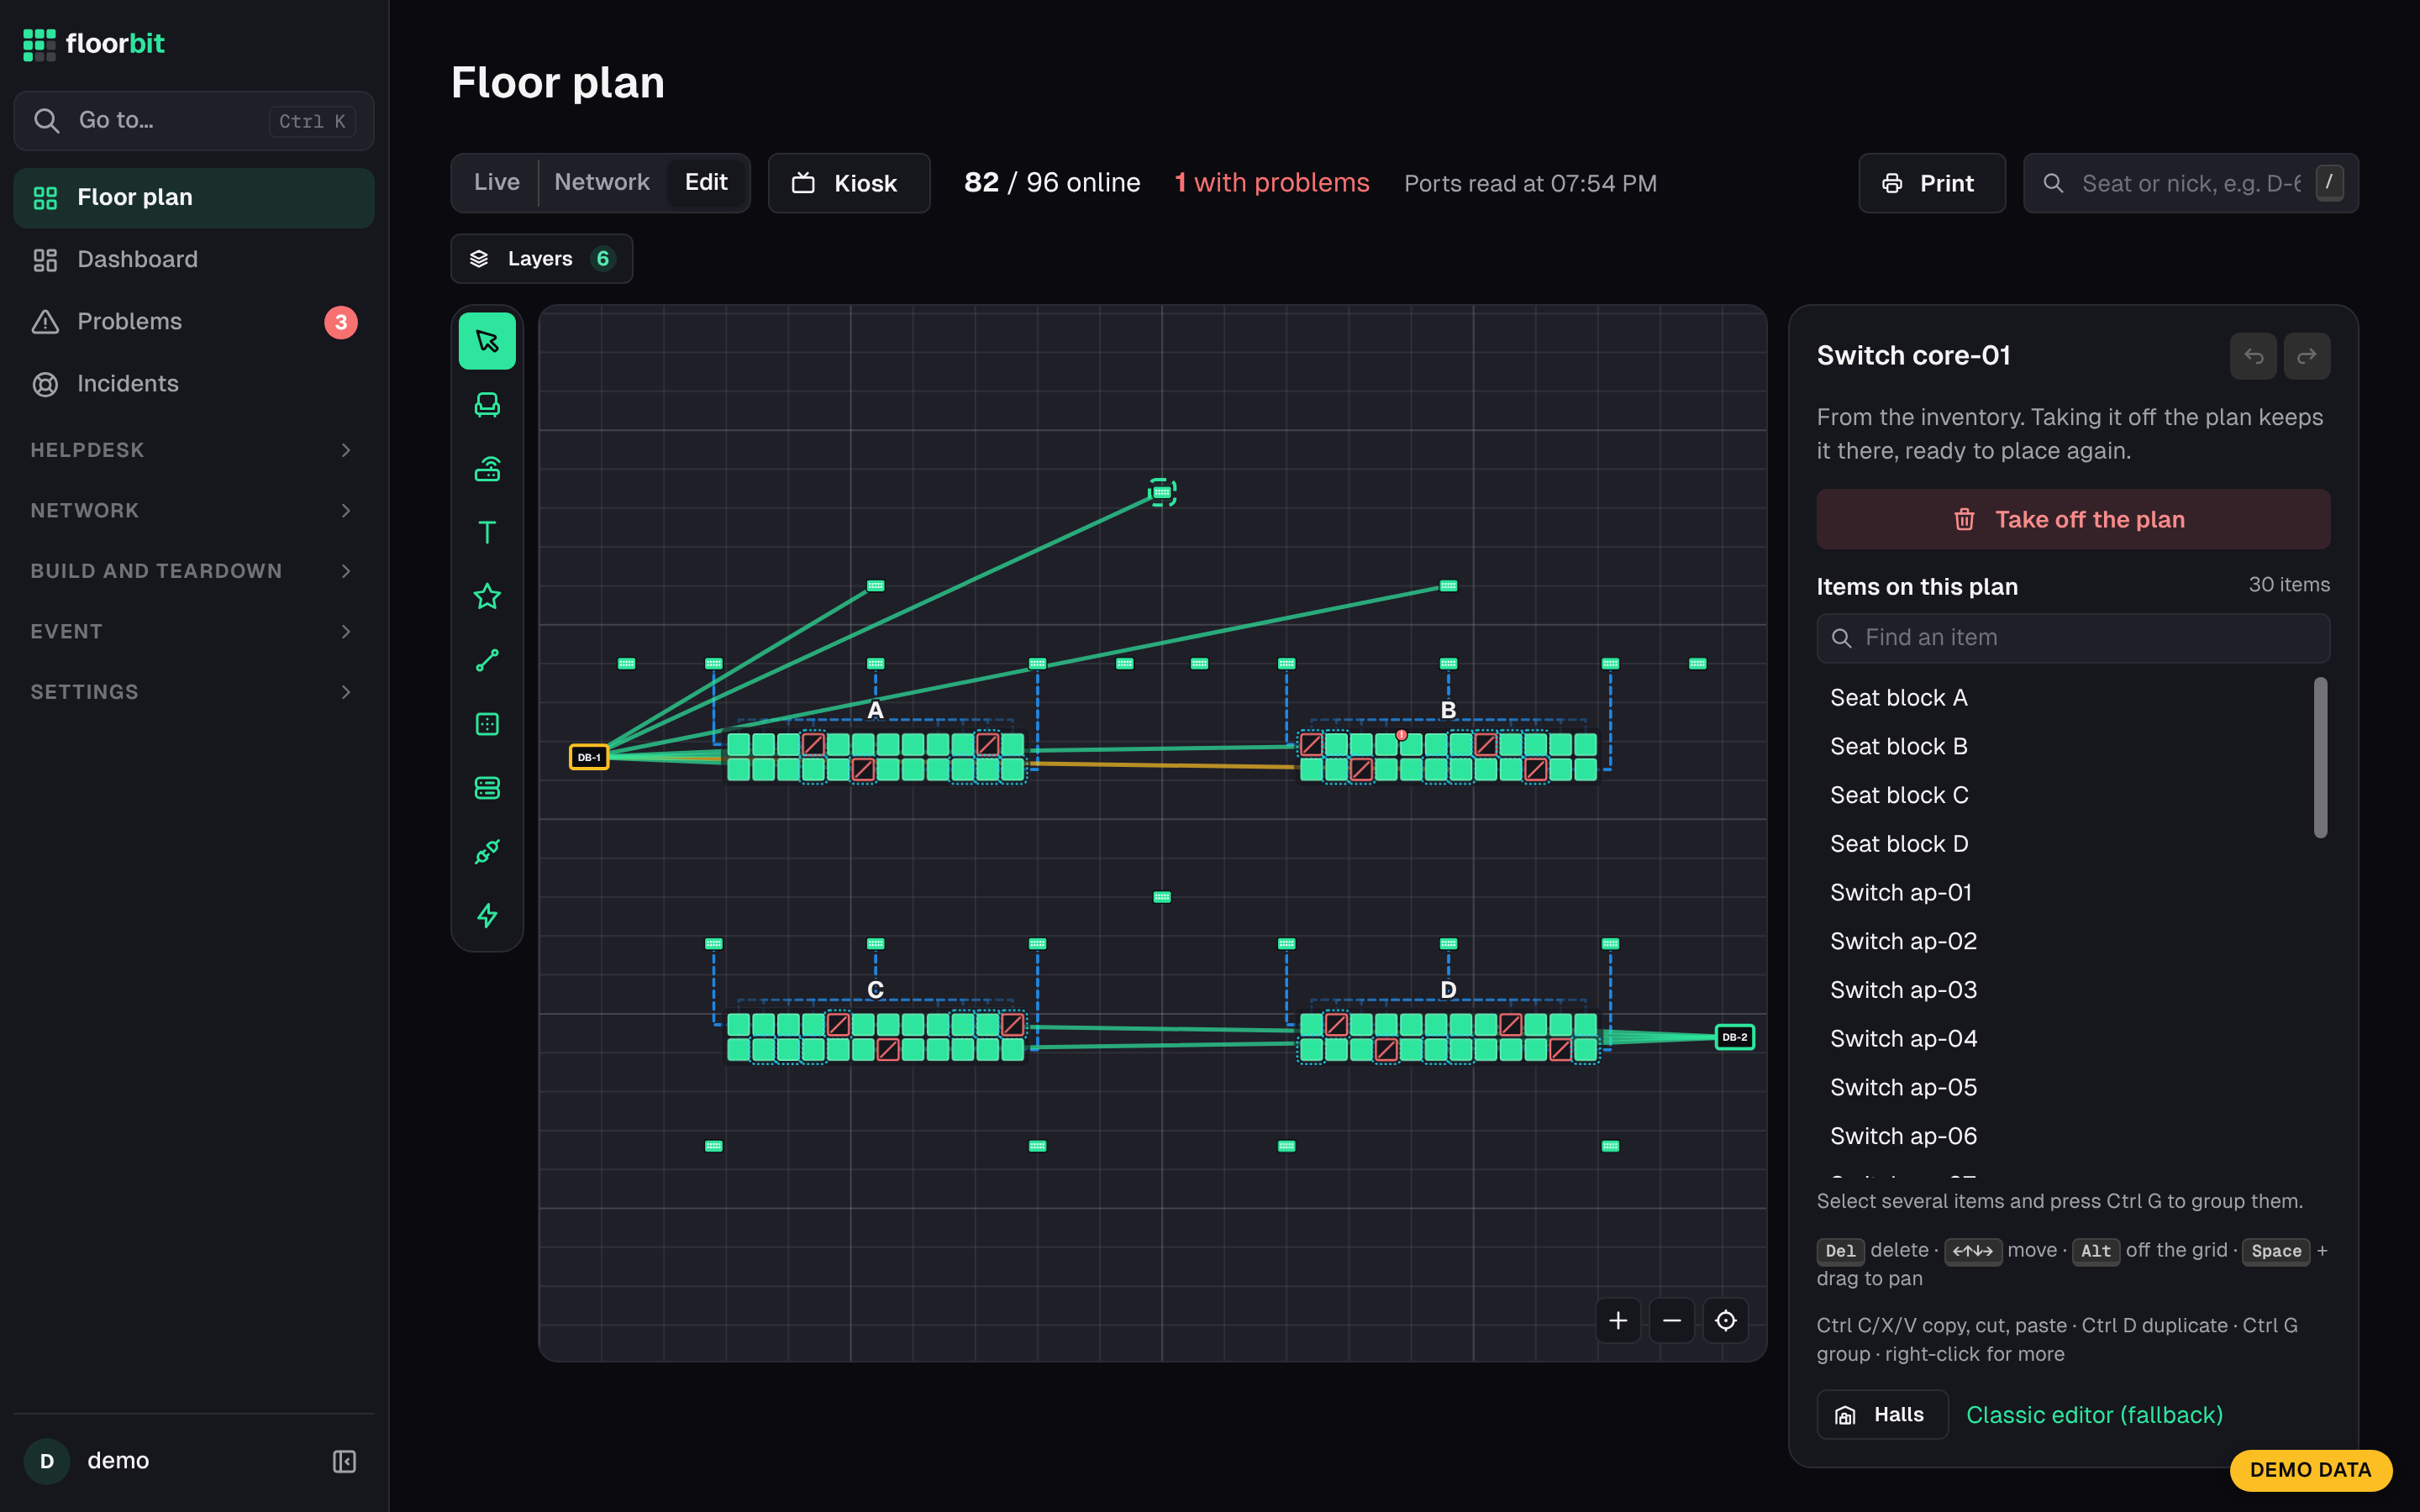 floorbit
Go to...
Ctrl K
Floor plan
Dashboard
Problems
3
Incidents
HELPDESK
NETWORK
BUILD AND TEARDOWN
EVENT
SETTINGS
D
demo
Floor plan
Live
Network
Edit
Kiosk
82 / 96 online
1 with problems
Ports read at 07:54 PM
Print
Seat or nick, e.g. D-6
/
Layers
6
A
B
DB-1
C
D
DB-2
Switch core-01
From the inventory. Taking it off the plan keeps
it there, ready to place again.
Take off the plan
Items on this plan
30 items
Find an item
Seat block A
Seat block B
Seat block C
Seat block D
Switch ap-01
Switch ap-02
Switch ap-03
Switch ap-04
Switch ap-05
Switch ap-06
Select several items and press Ctrl G to group them.
Del delete · ←↑↓→ move · Alt off the grid · Space +
drag to pan
Ctrl C/X/V copy, cut, paste · Ctrl D duplicate · Ctrl G
group · right-click for more
Halls
Classic editor (fallback)
DEMO DATA